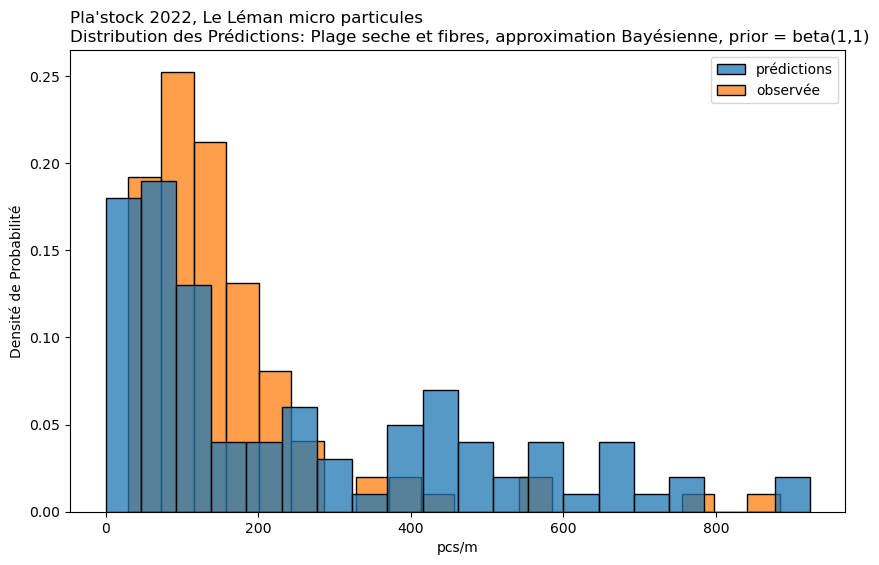 Pla'stock 2022, Le Léman micro particules
Distribution des Prédictions: Plage seche et fibres, approximation Bayésienne, prior = beta(1,1)
prédictions
observée
Densité de Probabilité
0.25
0.20
0.15
0.10
0.05
0.00
0 200 400 600 800
pcs/m